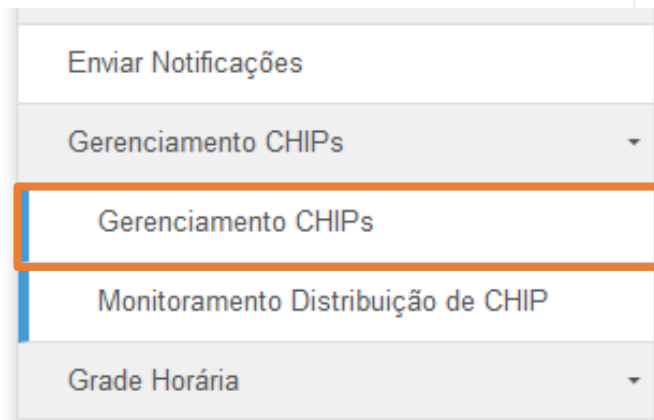 Enviar Notificações
Gerenciamento CHIPs
Gerenciamento CHIPs
Monitoramento Distribuição de CHIP
Grade Horária